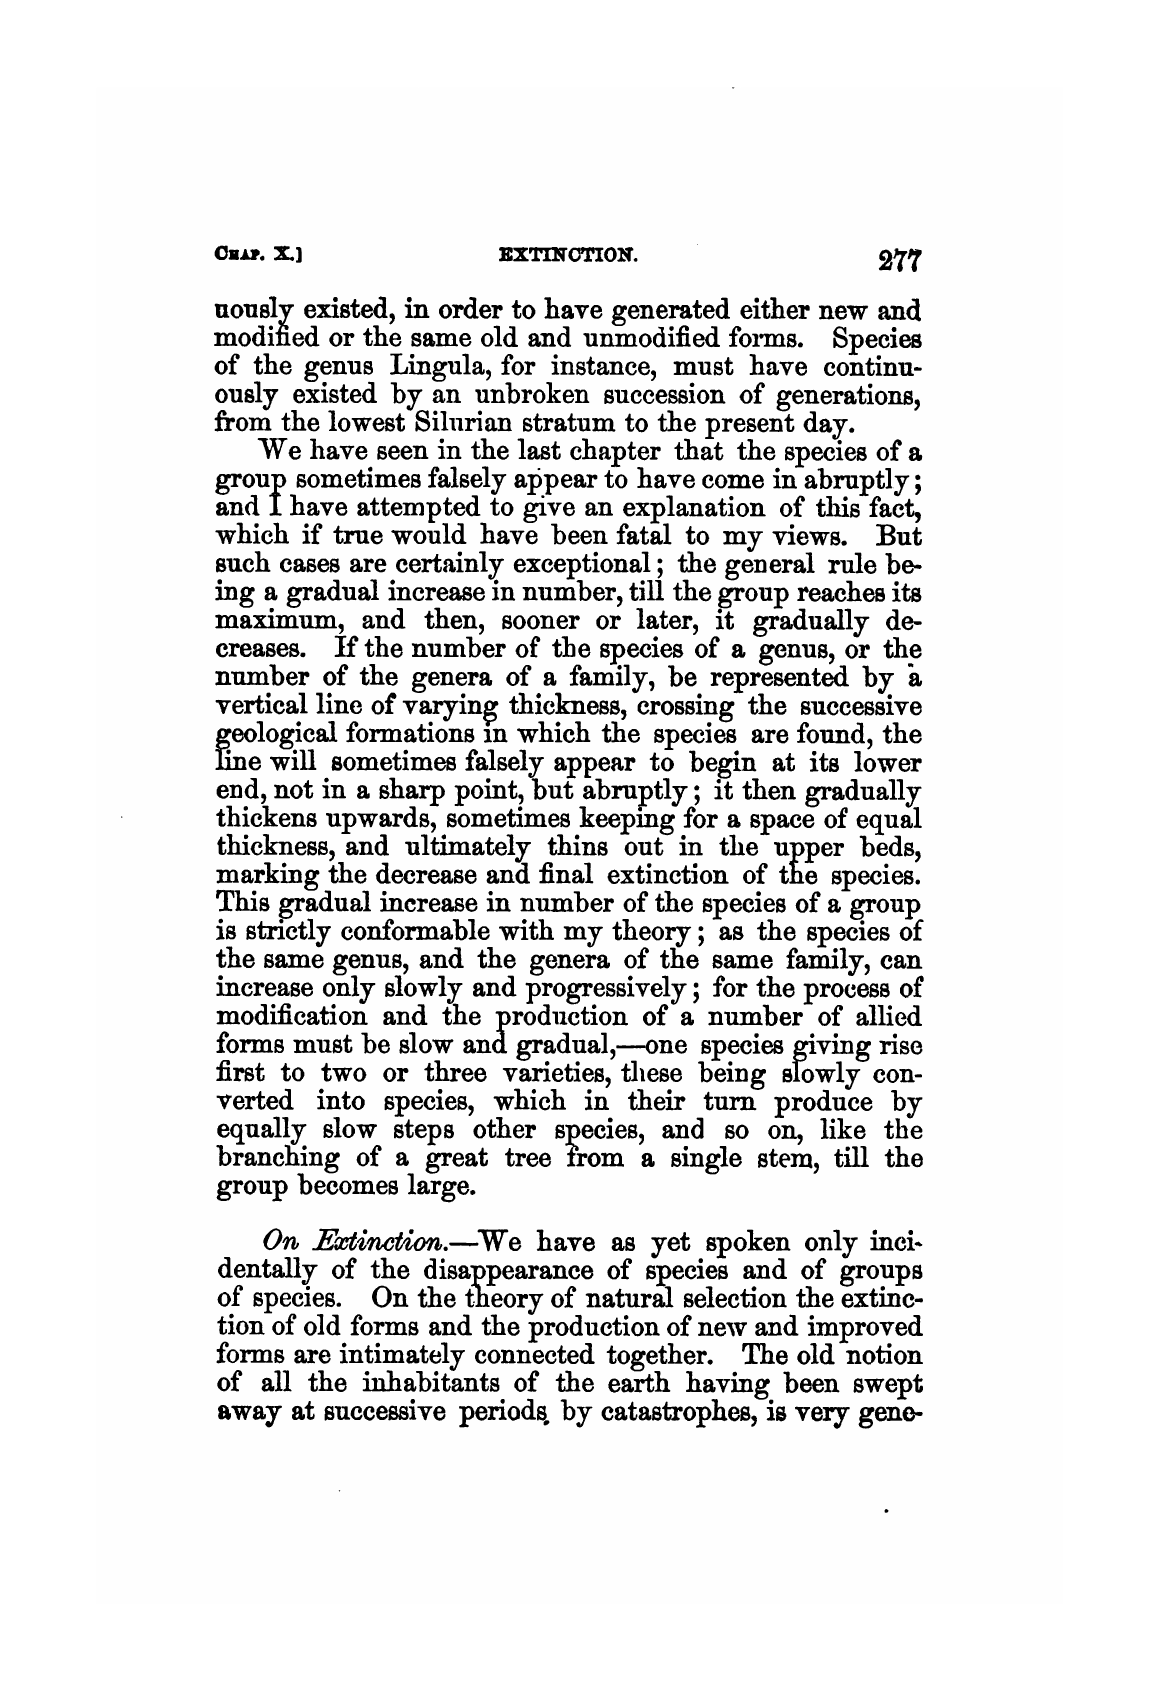 CHAP. X.] EXTINCTION. 277
nously existed, in order to have generated either new and
modified or the same old and unmodified forms. Species
of the genus Lingula, for instance, must have continu-
ously existed by an unbroken succession of generations,
from the lowest Silurian stratum to the present day.
We have seen in the last chapter that the species of a
group sometimes falsely appear to have come in abruptly;
and I have attempted to give an explanation of this fact,
which if true would have been fatal to my views. But
such cases are certainly exceptional; the general rule be-
ing a gradual increase in number, till the group reaches its
maximum, and then, sooner or later, it gradually de-
creases. If the number of the species of a genus, or the
number of the genera of a family, be represented by a
vertical line of varying thickness, crossing the successive
geological formations in which the species are found, the
line will sometimes falsely appear to begin at its lower
end, not in a sharp point, but abruptly; it then gradually
thickens upwards, sometimes keeping for a space of equal
thickness, and ultimately thins out in the upper beds,
marking the decrease and final extinction of the species.
This gradual increase in number of the species of a group
is strictly conformable with my theory; as the species of
the same genus, and the genera of the same family, can
increase only slowly and progressively; for the process of
modification and the production of a number of allied
forms must be slow and gradual,—one species giving rise
first to two or three varieties, these being slowly con-
verted into species, which in their turn produce by
equally slow steps other species, and so on, like the
branching of a great tree from a single stem, till the
group becomes large.
On Extinction.—We have as yet spoken only inci-
dentally of the disappearance of species and of groups
of species. On the theory of natural selection the extinc-
tion of old forms and the production of new and improved
forms are intimately connected together. The old notion
of all the inhabitants of the earth having been swept
away at successive periods by catastrophes, is very gene-